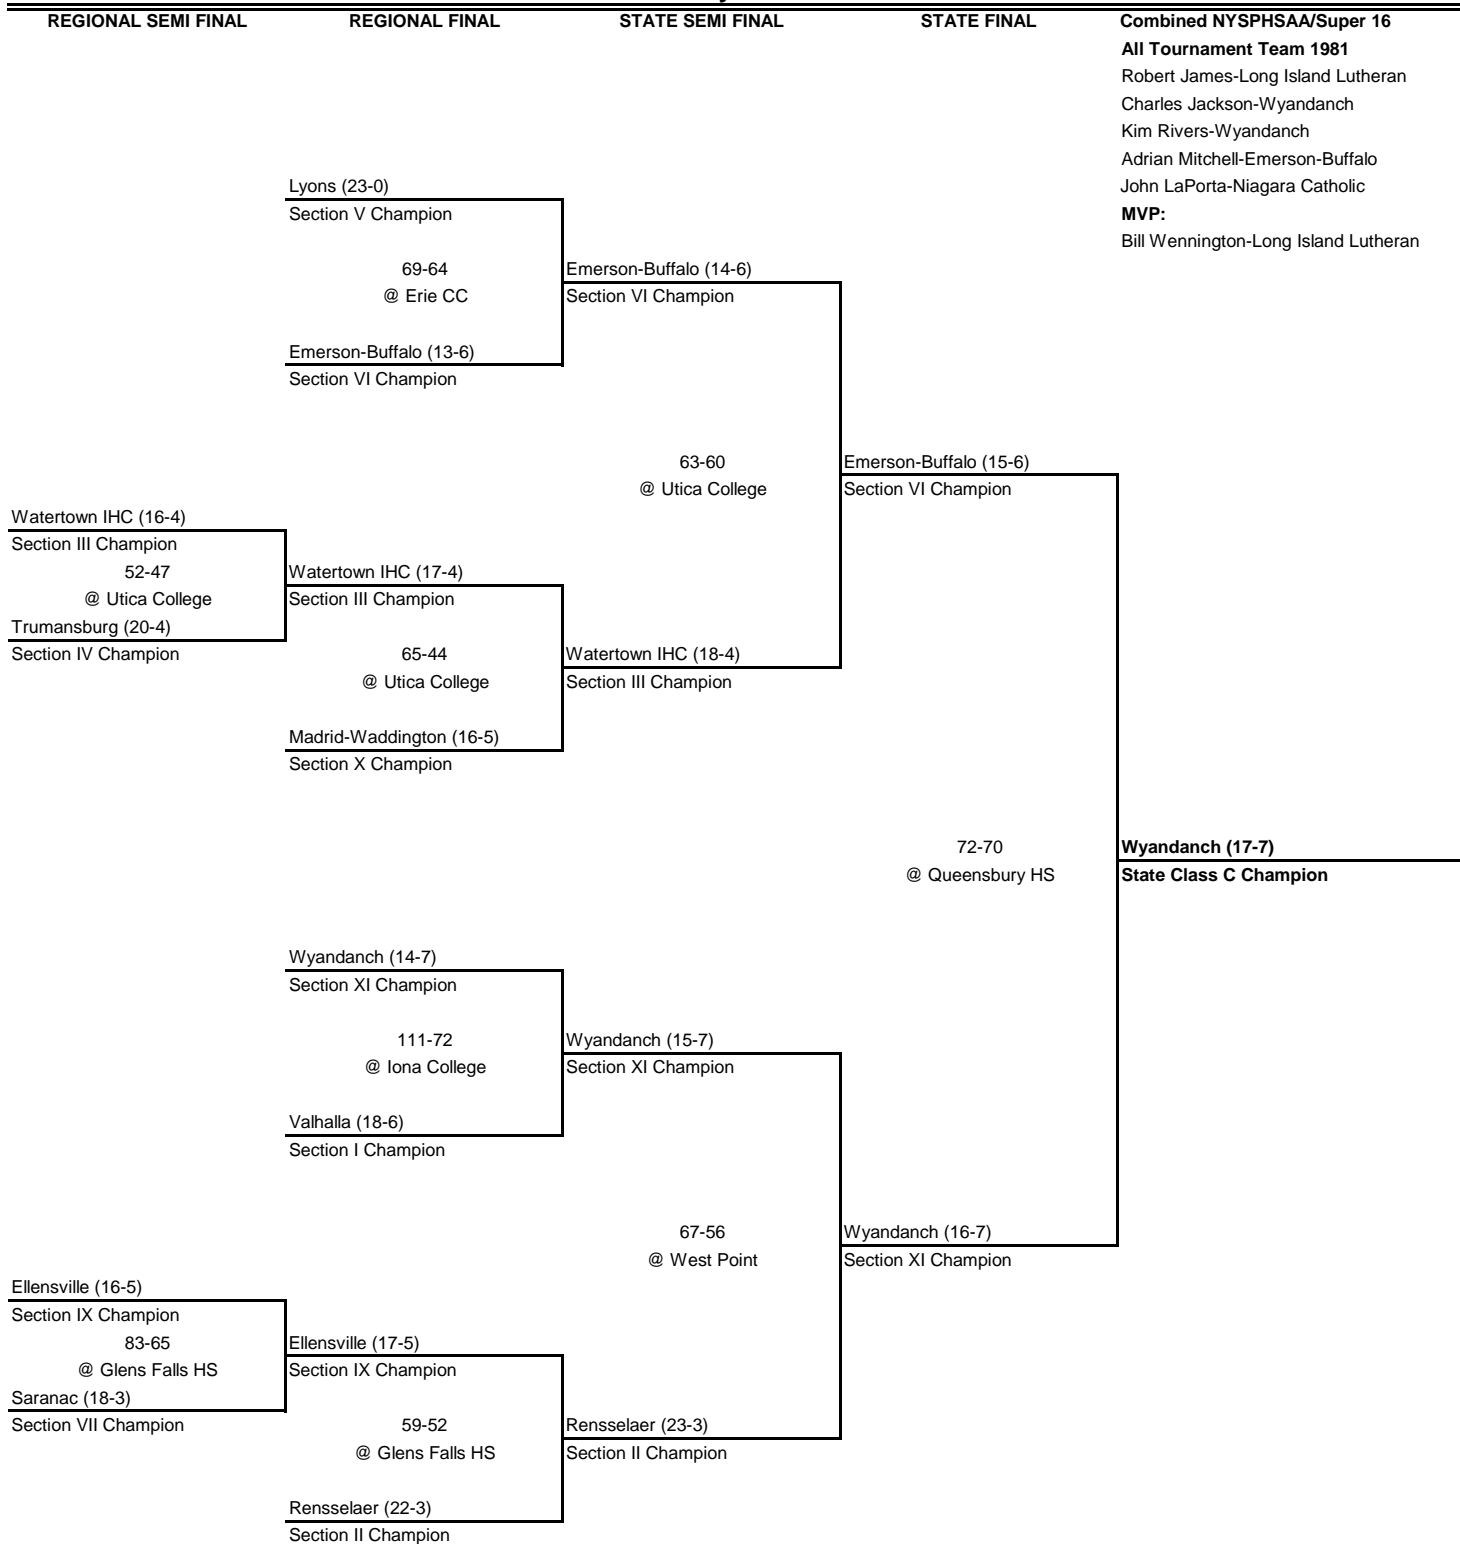 REGIONAL SEMI FINAL REGIONAL FINAL STATE SEMI FINAL STATE FINAL Combined NYSPHSAA/Super 16
All Tournament Team 1981
Robert James-Long Island Lutheran
Charles Jackson-Wyandanch
Kim Rivers-Wyandanch
Adrian Mitchell-Emerson-Buffalo
Lyons (23-0) John LaPorta-Niagara Catholic
Section V Champion MVP:
Bill Wennington-Long Island Lutheran
69-64 Emerson-Buffalo (14-6)
@ Erie CC Section VI Champion
Emerson-Buffalo (13-6)
Section VI Champion
63-60 Emerson-Buffalo (15-6)
@ Utica College Section VI Champion
Watertown IHC (16-4)
Section III Champion
52-47 Watertown IHC (17-4)
@ Utica College Section III Champion
Trumansburg (20-4)
Section IV Champion 65-44 Watertown IHC (18-4)
@ Utica College Section III Champion
Madrid-Waddington (16-5)
Section X Champion
72-70 Wyandanch (17-7)
@ Queensbury HS State Class C Champion
Wyandanch (14-7)
Section XI Champion
111-72 Wyandanch (15-7)
@ Iona College Section XI Champion
Valhalla (18-6)
Section I Champion
67-56 Wyandanch (16-7)
@ West Point Section XI Champion
Ellensville (16-5)
Section IX Champion
83-65 Ellensville (17-5)
@ Glens Falls HS Section IX Champion
Saranac (18-3)
Section VII Champion 59-52 Rensselaer (23-3)
@ Glens Falls HS Section II Champion
Rensselaer (22-3)
Section II Champion